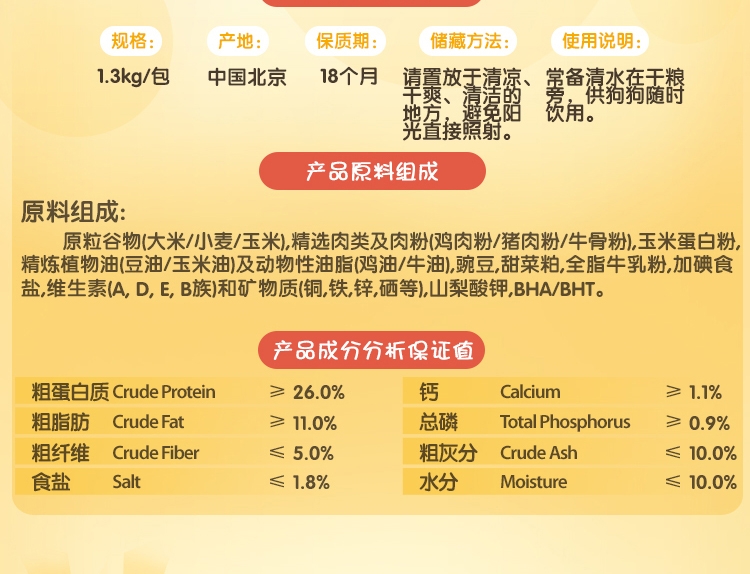 规格: 产地: 保质期: 储藏方法: 使用说明:
1.3kg/包 中国北京 18个月 请置放于清凉、 常备清水在干粮
干爽、清洁的 旁，供狗狗随时
地方，避免阳 饮用。
光直接照射。
产品原料组成
原料组成:
原粒谷物(大米/小麦/玉米),精选肉类及肉粉(鸡肉粉/猪肉粉/牛骨粉),玉米蛋白粉,
精炼植物油(豆油/玉米油)及动物性油脂(鸡油/牛油),豌豆,甜菜粕,全脂牛乳粉,加碘食
盐,维生素(A, D, E, B族)和矿物质(铜,铁,锌,硒等),山梨酸钾,BHA/BHT。
产品成分分析保证值
粗蛋白质 Crude Protein ≥ 26.0% 钙 Calcium ≥ 1.1%
粗脂肪 Crude Fat ≥ 11.0% 总磷 Total Phosphorus ≥ 0.9%
粗纤维 Crude Fiber ≤ 5.0% 粗灰分 Crude Ash ≤ 10.0%
食盐 Salt ≤ 1.8% 水分 Moisture ≤ 10.0%